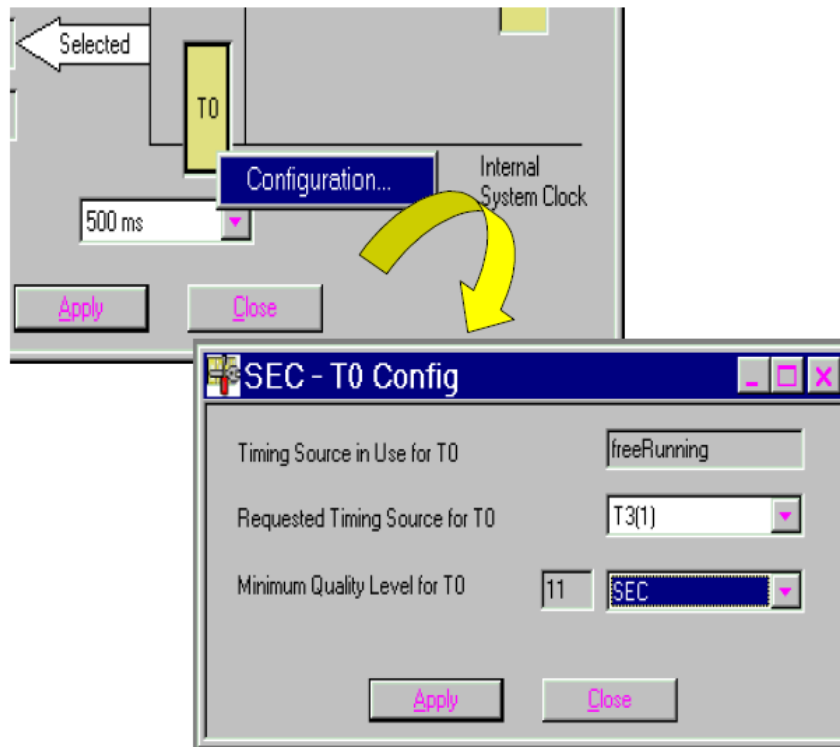 Selected
T0
Configuration...
Internal
System Clock
500 ms
Apply
Close
SEC - T0 Config
Timing Source in Use for T0
freeRunning
Requested Timing Source for T0
T3(1)
Minimum Quality Level for T0
11
SEC
Apply
Close